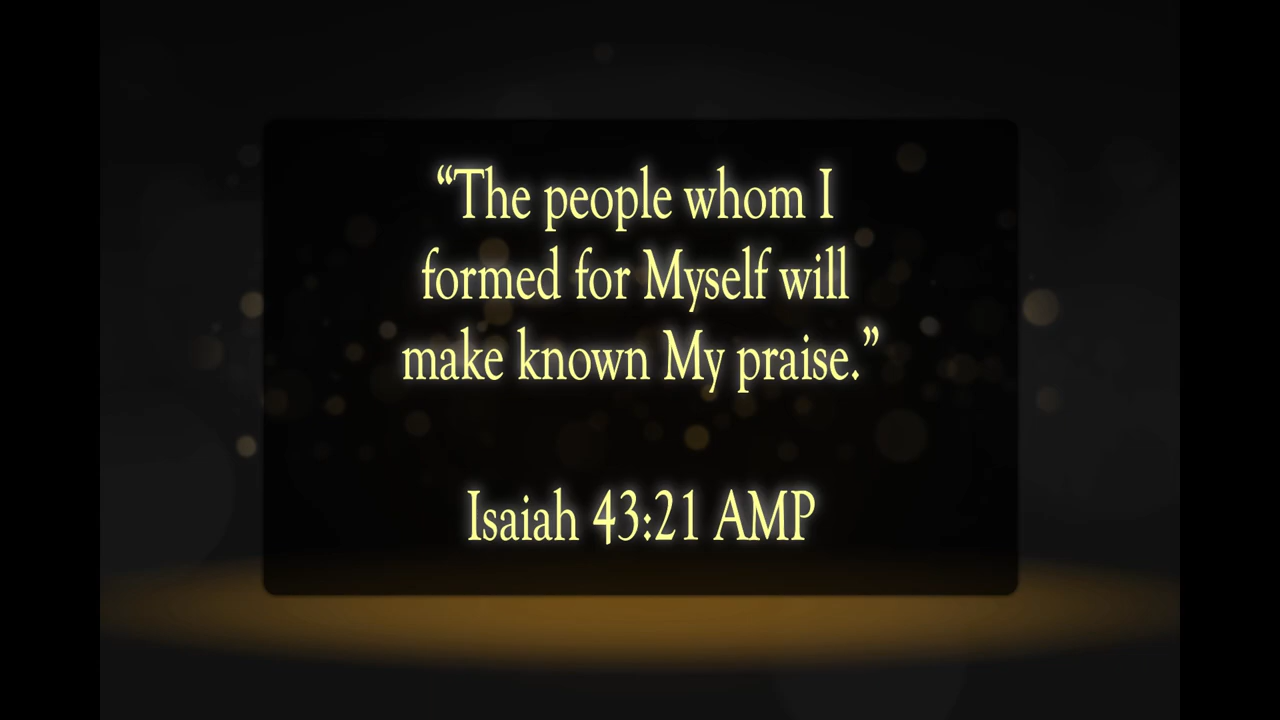 “The people whom I
formed for Myself will
make known My praise.”
Isaiah 43:21 AMP